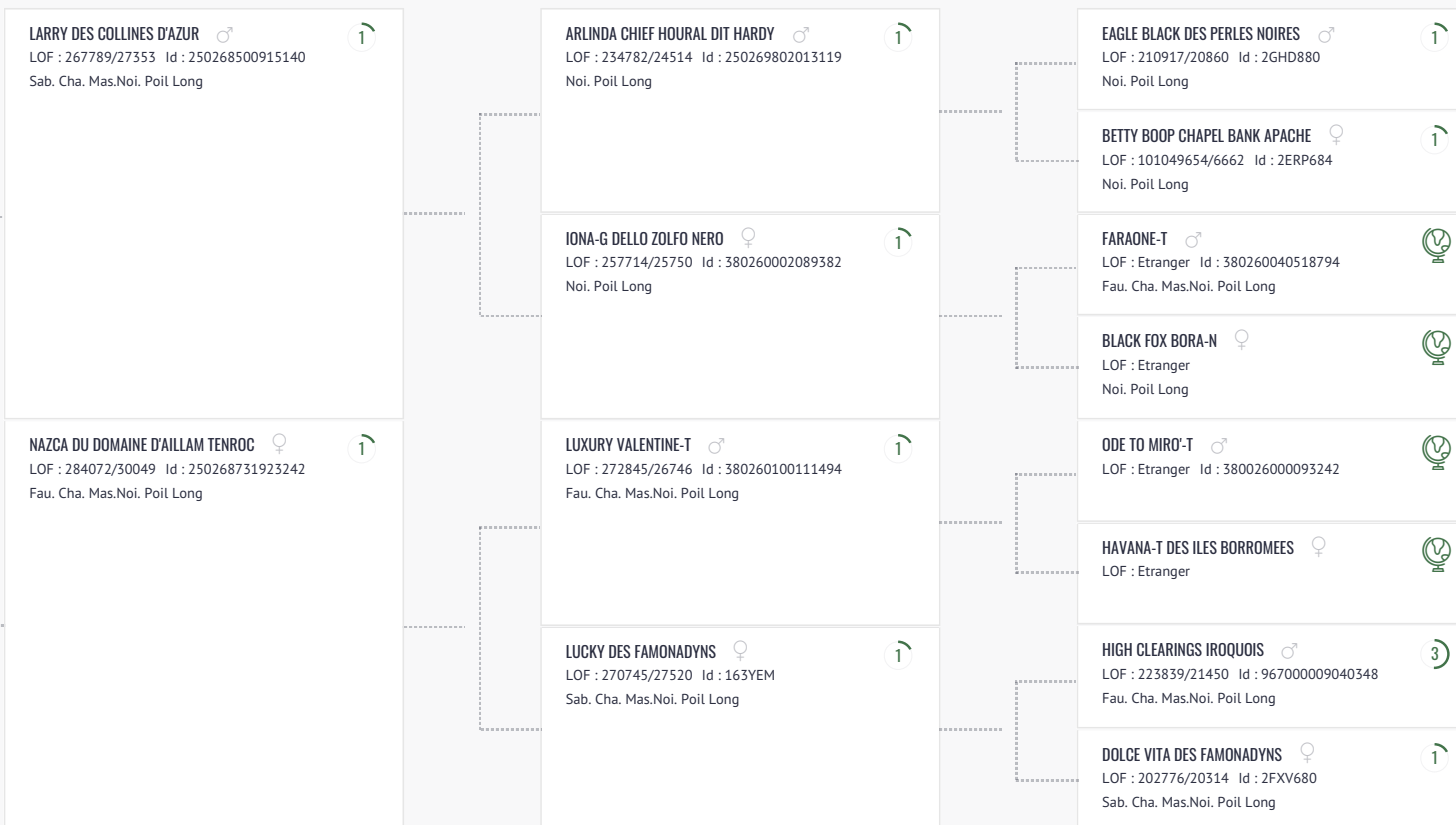 LARRY DES COLLINES D'AZUR ♂ 1
LOF : 267789/27353 Id : 250268500915140
Sab. Cha. Mas.Noi. Poil Long
NAZCA DU DOMAINE D'AILLAM TENROC ♀ 1
LOF : 284072/30049 Id : 250268731923242
Fau. Cha. Mas.Noi. Poil Long
ARLINDA CHIEF HOURAL DIT HARDY ♂ 1
LOF : 234782/24514 Id : 250269802013119
Noi. Poil Long
IONA-G DELLO ZOLFO NERO ♀ 1
LOF : 257714/25750 Id : 380260002089382
Noi. Poil Long
LUXURY VALENTINE-T ♂ 1
LOF : 272845/26746 Id : 380260100111494
Fau. Cha. Mas.Noi. Poil Long
LUCKY DES FAMONADYNS ♀ 1
LOF : 270745/27520 Id : 163YEM
Sab. Cha. Mas.Noi. Poil Long
EAGLE BLACK DES PERLES NOIRES ♂ 1
LOF : 210917/20860 Id : 2GHD880
Noi. Poil Long
BETTY BOOP CHAPEL BANK APACHE ♀ 1
LOF : 101049654/6662 Id : 2ERP684
Noi. Poil Long
FARAONE-T ♂
LOF : Etranger Id : 380260040518794
Fau. Cha. Mas.Noi. Poil Long
BLACK FOX BORA-N ♀
LOF : Etranger
Noi. Poil Long
ODE TO MIRO'-T ♂
LOF : Etranger Id : 380026000093242
HAVANA-T DES ILES BORROMEES ♀
LOF : Etranger
HIGH CLEARINGS IROQUOIS ♂ 3
LOF : 223839/21450 Id : 967000009040348
Fau. Cha. Mas.Noi. Poil Long
DOLCE VITA DES FAMONADYNS ♀ 1
LOF : 202776/20314 Id : 2FXV680
Sab. Cha. Mas.Noi. Poil Long